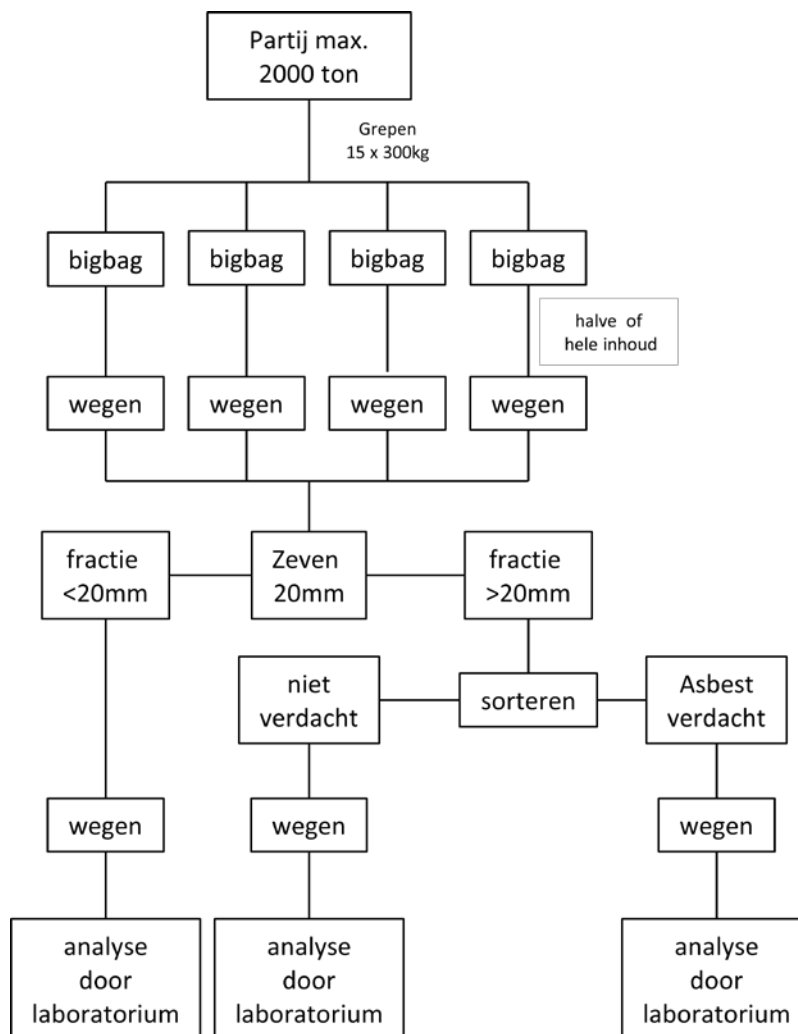 Partij max.
2000 ton
Grepen
15 x 300kg
bigbag
bigbag
bigbag
bigbag
halve of
hele inhoud
wegen
wegen
wegen
wegen
fractie
<20mm
Zeven
20mm
fractie
>20mm
niet
verdacht
sorteren
Asbest
verdacht
wegen
wegen
wegen
analyse
door
laboratorium
analyse
door
laboratorium
analyse
door
laboratorium